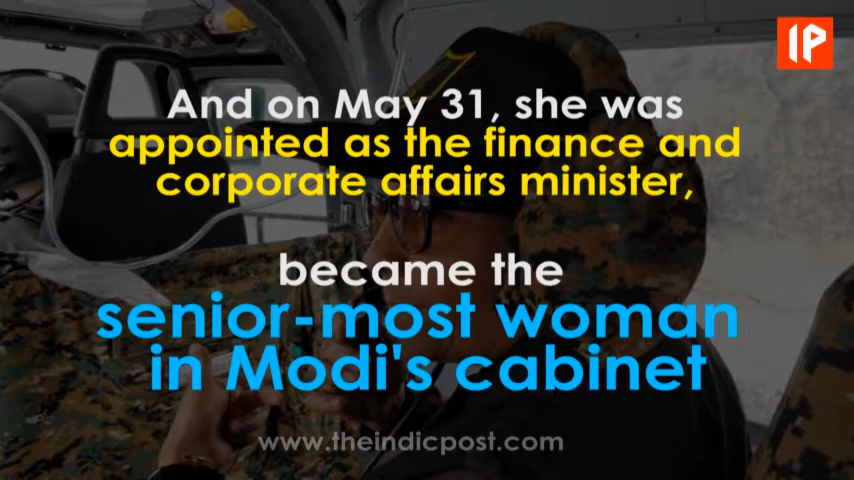 IP
And on May 31, she was
appointed as the finance and
corporate affairs minister,
became the
senior-most woman
in Modi's cabinet
www.theindicpost.com